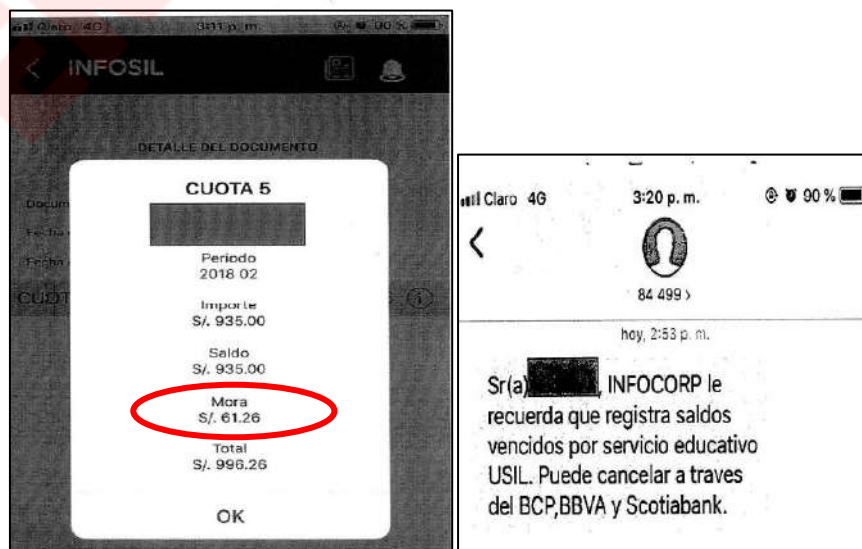 Claro 4G 3:11 p. m. 90 %
INFOSIL
DETALLE DEL DOCUMENTO
CUOTA 5
Periodo
2018 02
Importe
S/. 935.00
Saldo
S/. 935.00
Mora
S/. 61.26
Total
S/. 996.26
OK
Claro 4G 3:20 p. m. 90 %
84 499 >
hoy, 2:53 p. m.
Sr(a) , INFOCORP le
recuerda que registra saldos
vencidos por servicio educativo
USIL. Puede cancelar a traves
del BCP,BBVA y Scotiabank.